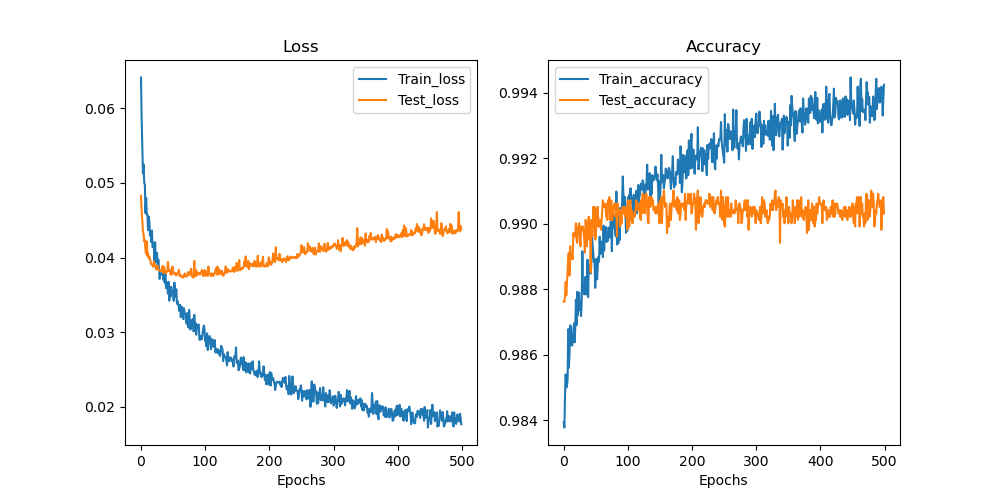 Loss
Train_loss
Test_loss
0.06
0.05
0.04
0.03
0.02
0 100 200 300 400 500
Epochs
Accuracy
Train_accuracy
Test_accuracy
0.994
0.992
0.990
0.988
0.986
0.984
0 100 200 300 400 500
Epochs